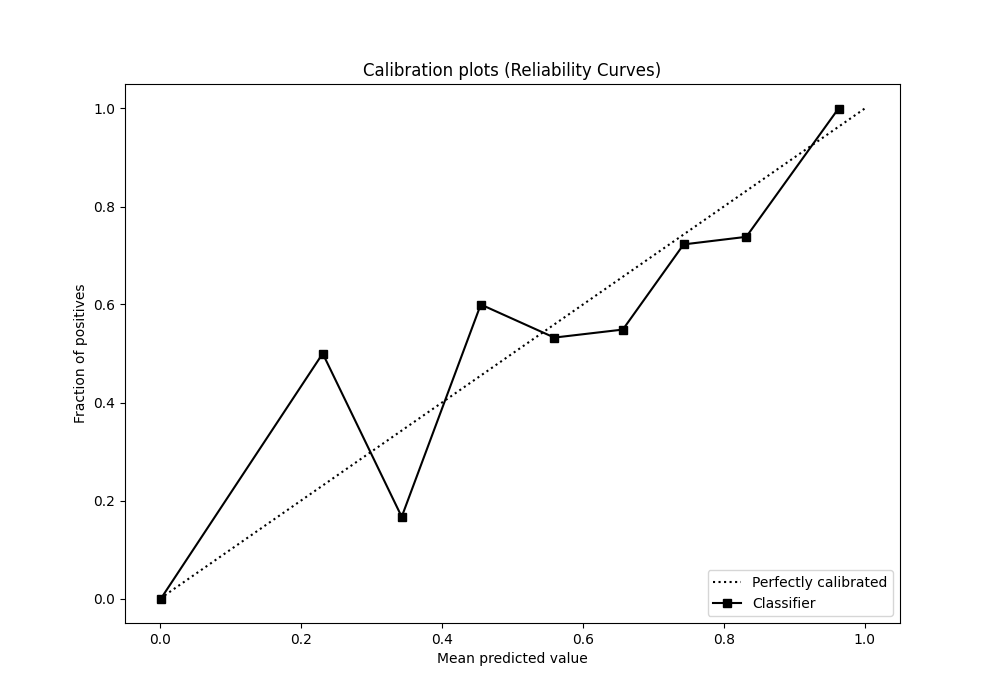 Calibration plots (Reliability Curves)
1.0
0.8
0.6
0.4
0.2
0.0
Fraction of positives
0.0 0.2 0.4 0.6 0.8 1.0
Mean predicted value
Perfectly calibrated
Classifier